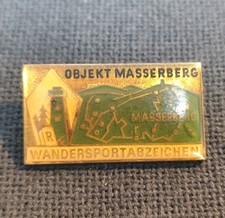 OBJEKT MASSERBERG
MASSERBERG
R
WANDERSPORTABZEICHEN